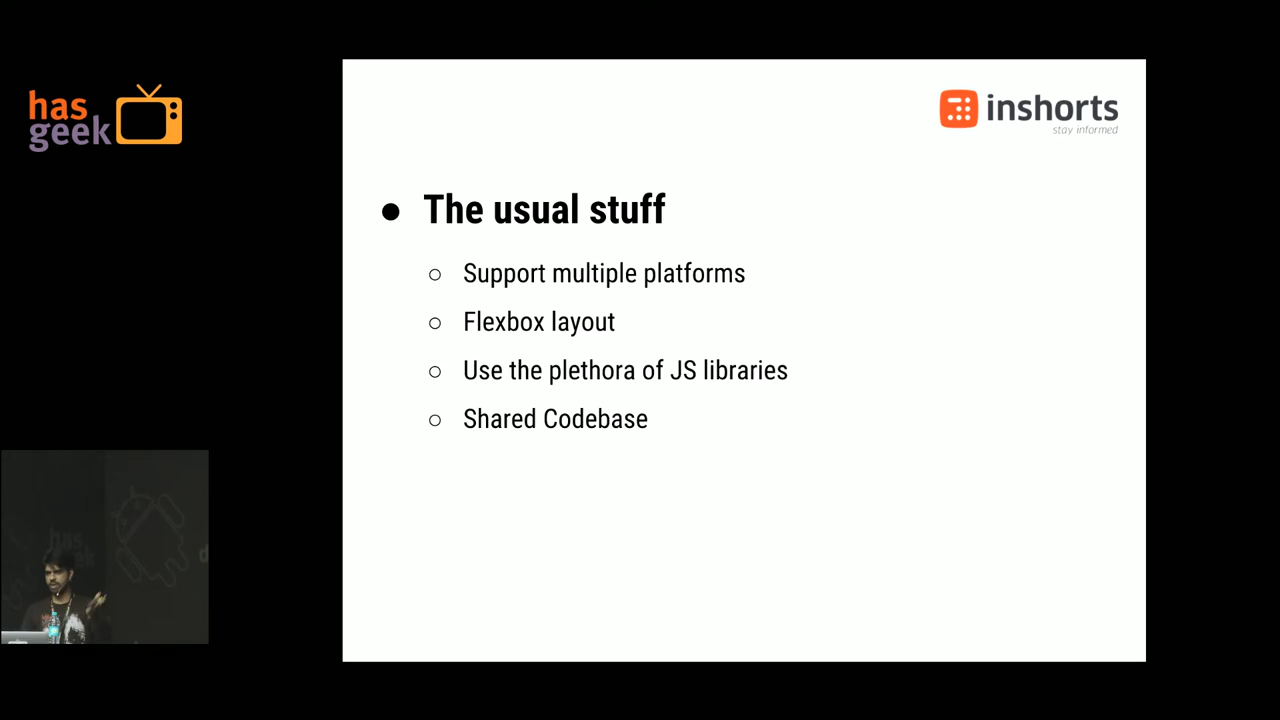 has
geek
inshorts
stay informed
● The usual stuff
○ Support multiple platforms
○ Flexbox layout
○ Use the plethora of JS libraries
○ Shared Codebase
has